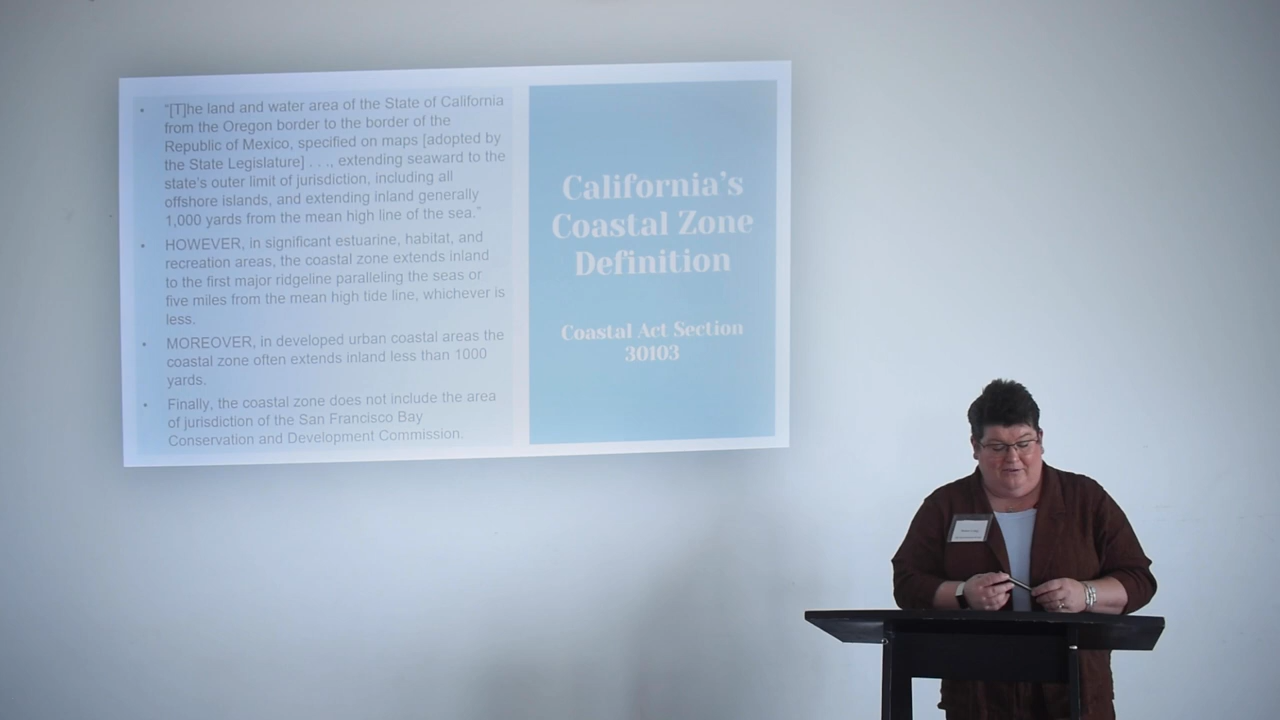 • "[T]he land and water area of the State of California
from the Oregon border to the border of the
Republic of Mexico, specified on maps [adopted by
the State Legislature] . . ., extending seaward to the
state's outer limit of jurisdiction, including all
offshore islands, and extending inland generally
1,000 yards from the mean high line of the sea."
• HOWEVER, in significant estuarine, habitat, and
recreation areas, the coastal zone extends inland
to the first major ridgeline paralleling the seas or
five miles from the mean high tide line, whichever is
less.
• MOREOVER, in developed urban coastal areas the
coastal zone often extends inland less than 1000
yards.
• Finally, the coastal zone does not include the area
of jurisdiction of the San Francisco Bay
Conservation and Development Commission.
California's
Coastal Zone
Definition
Coastal Act Section
30103